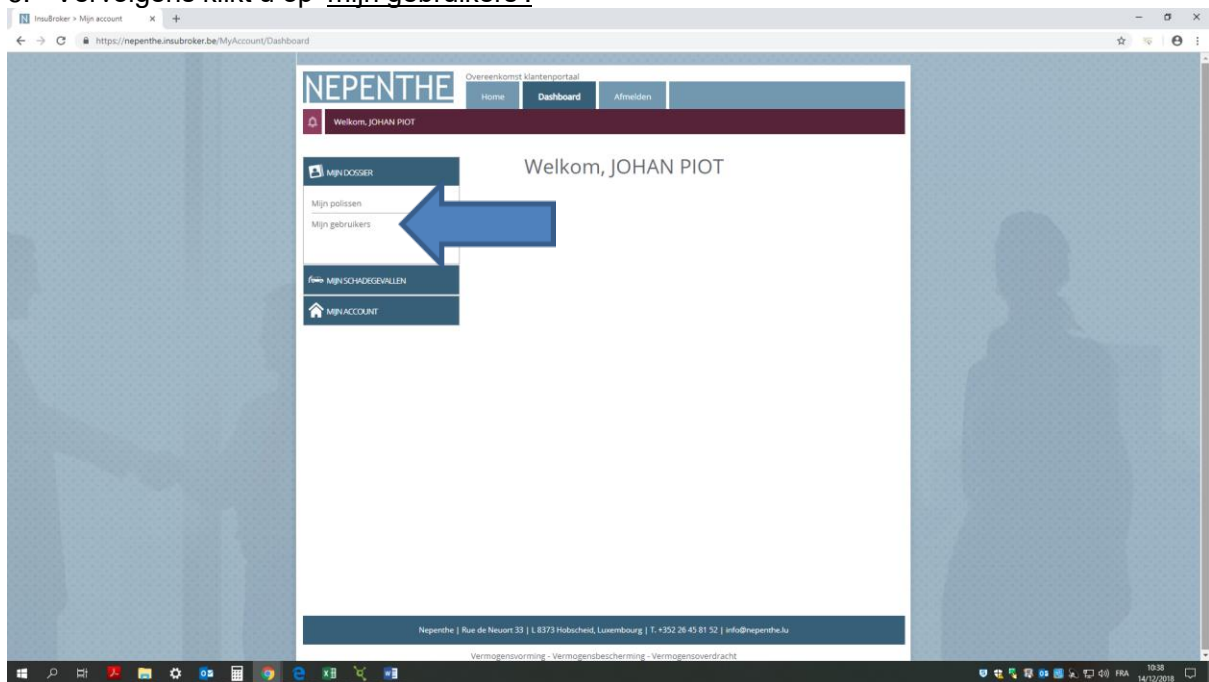 Vervolgens klikt u op mijn gebruikers
InsuBroker > Mijn account
https://nepenthe.insubroker.be/MyAccount/Dashboard
NEPENTHE
Overeenkomst klantenportaal
Home Dashboard Afmelden
Welkom, JOHAN PIOT
MIJN DOSSIER
Welkom, JOHAN PIOT
Mijn polissen
Mijn gebruikers
MIJN SCHADEGEVALLEN
MIJN ACCOUNT
Nepenthe | Rue de Neuort 33 | L 8373 Hobscheid, Luxembourg | T. +352 26 45 81 52 | info@nepenthe.lu
Vermogensvorming - Vermogensbescherming - Vermogensoverdracht
FRA
10:38
14/12/2018